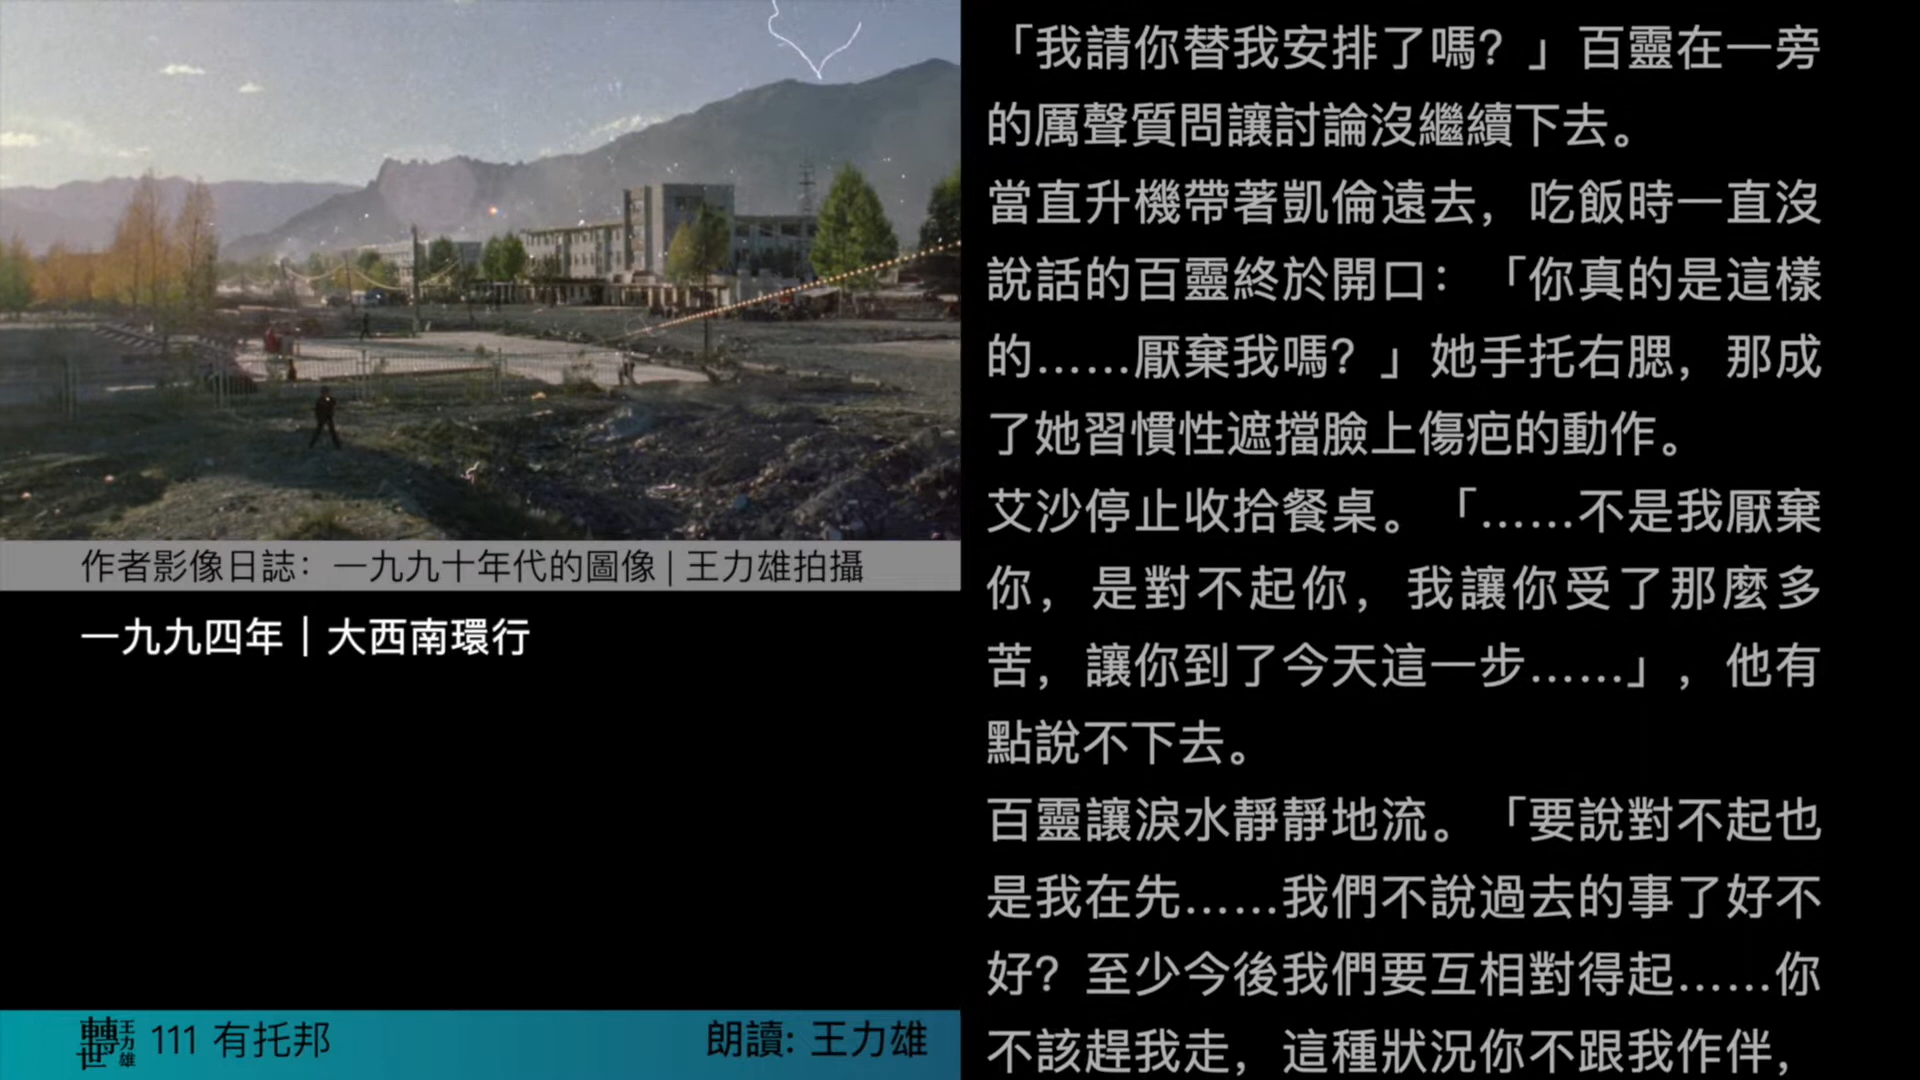 作者影像日誌：一九九十年代的圖像 | 王力雄拍攝
一九九四年｜大西南環行
轉世
王力雄
111 有托邦
朗讀: 王力雄
「我請你替我安排了嗎？」百靈在一旁
的厲聲質問讓討論沒繼續下去。
當直升機帶著凱倫遠去，吃飯時一直沒
說話的百靈終於開口：「你真的是這樣
的……厭棄我嗎？」她手托右腮，那成
了她習慣性遮擋臉上傷疤的動作。
艾沙停止收拾餐桌。「……不是我厭棄
你，是對不起你，我讓你受了那麼多
苦，讓你到了今天這一步……」，他有
點說不下去。
百靈讓淚水靜靜地流。「要說對不起也
是我在先……我們不說過去的事了好不
好？至少今後我們要互相對得起……你
不該趕我走，這種狀況你不跟我作伴，